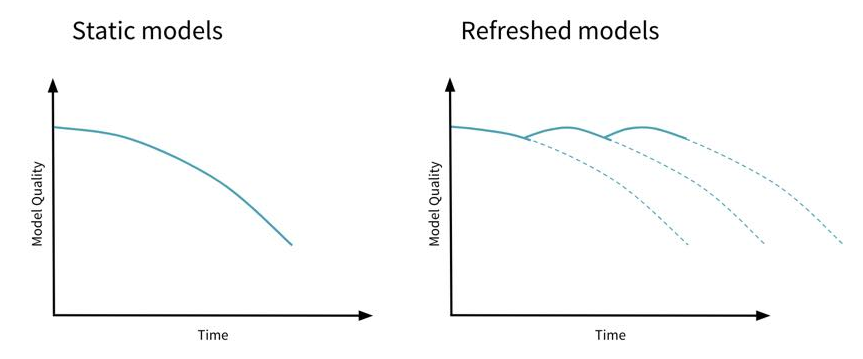 Static models
Refreshed models
Model Quality
Time
Model Quality
Time